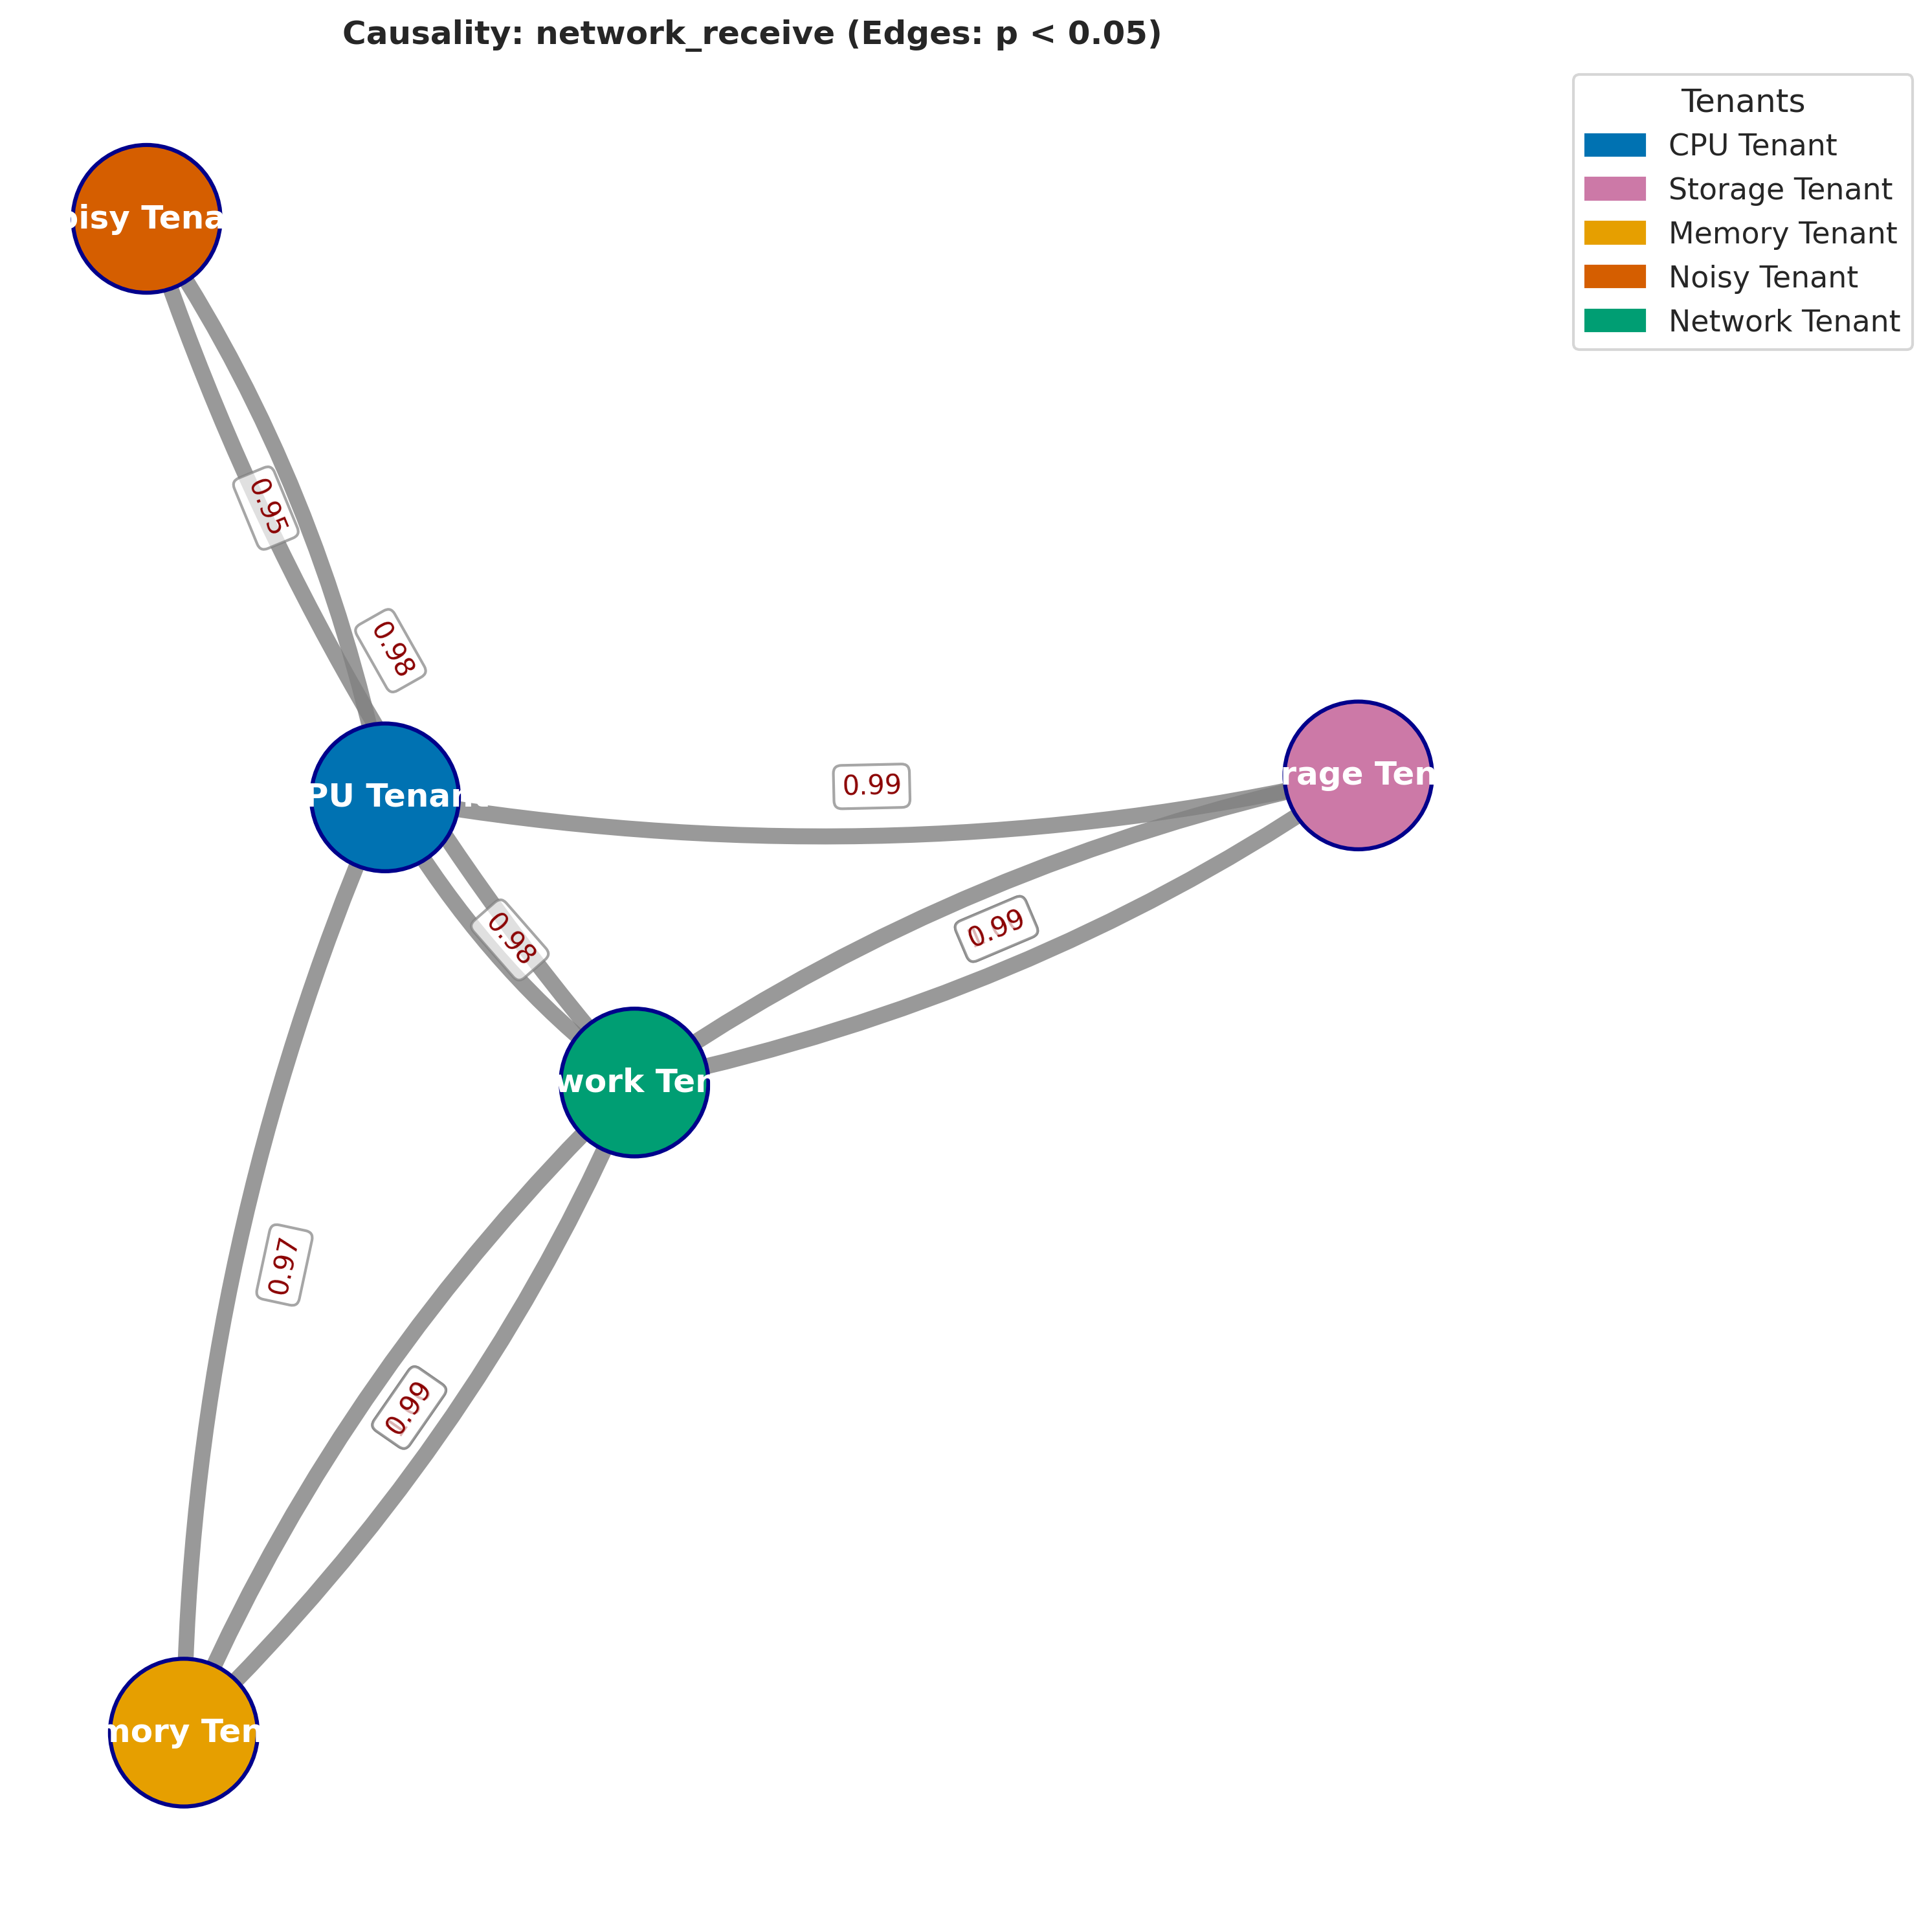 Causality: network_receive (Edges: p < 0.05)
Tenants
CPU Tenant
Storage Tenant
Memory Tenant
Noisy Tenant
Network Tenant
oisy Tena
0.95
0.98
PU Tenant
0.99
rage Ten
0.99
0.98
work Ten
0.97
0.99
mory Ten